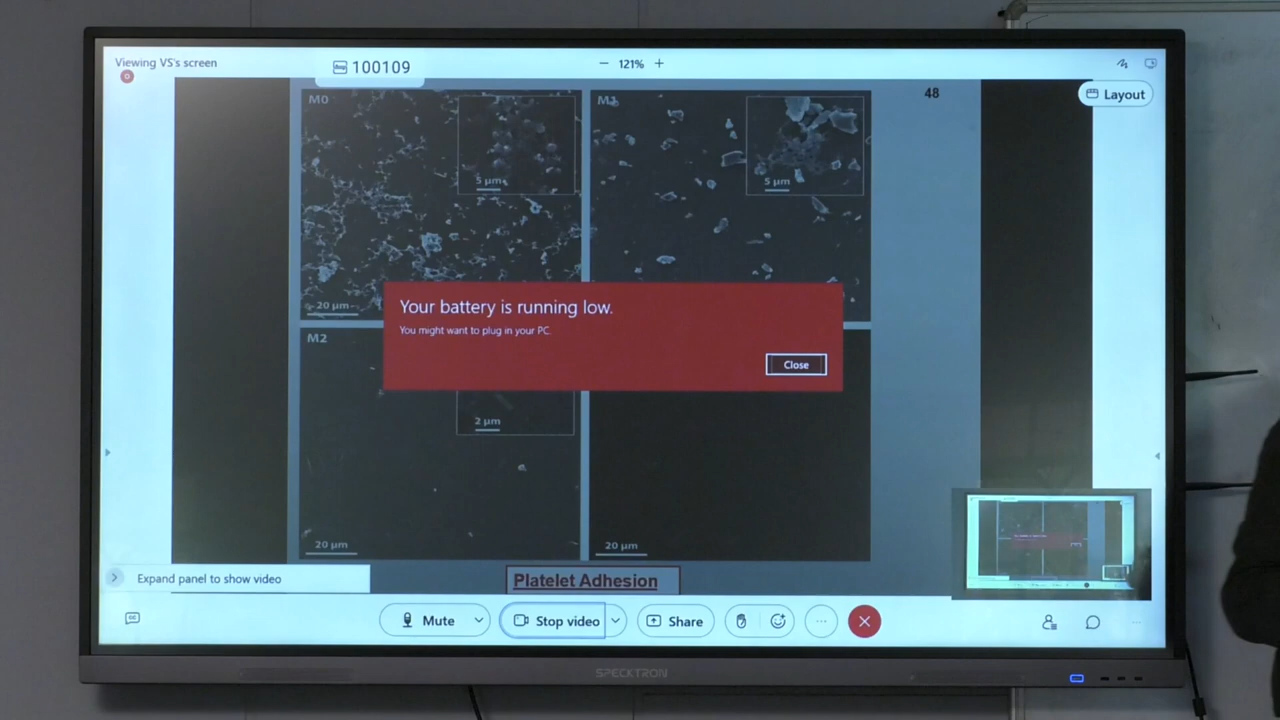 Viewing VS's screen
100109
121%
Layout
48
M0
5 µm
20 µm
M1
5 µm
Your battery is running low.
You might want to plug in your PC.
Close
M2
2 µm
20 µm
20 µm
Platelet Adhesion
Expand panel to show video
CC
Mute
Stop video
Share
SPECKTRON